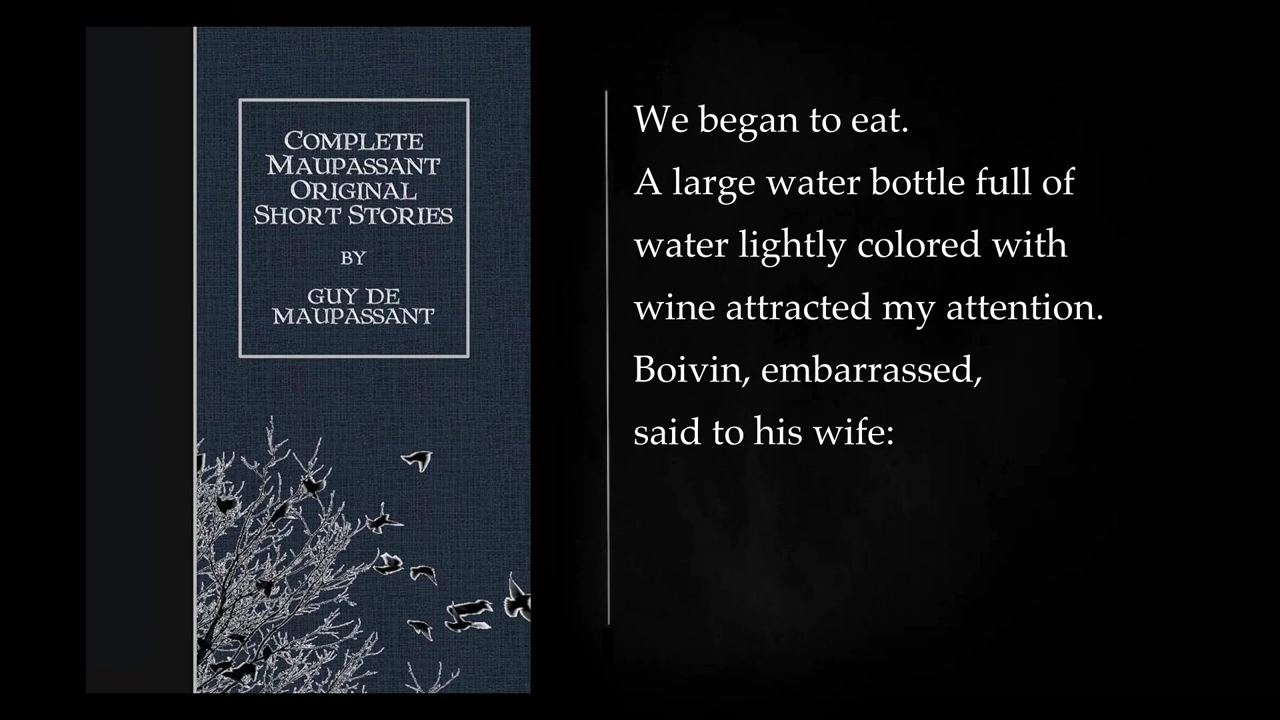 COMPLETE
MAUPASSANT
ORIGINAL
SHORT STORIES
BY
GUY DE
MAUPASSANT
We began to eat.
A large water bottle full of
water lightly colored with
wine attracted my attention.
Boivin, embarrassed,
said to his wife: